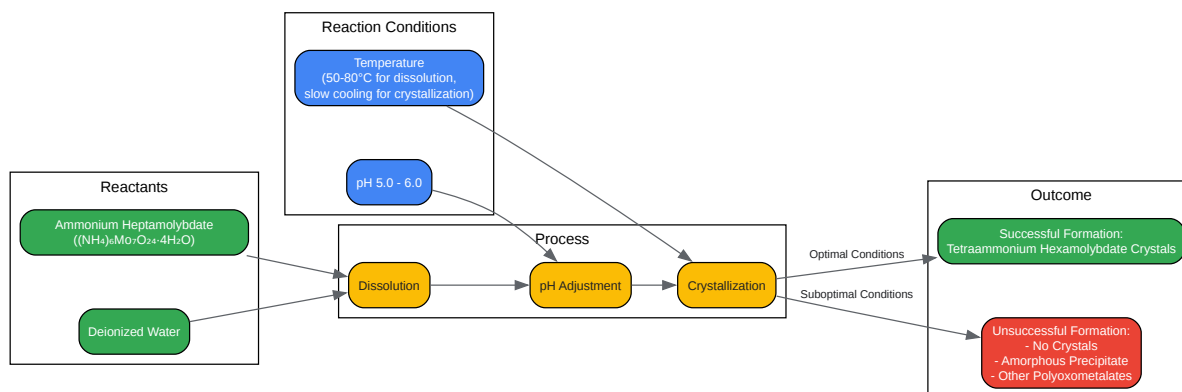 Reaction Conditions
Temperature
(50-80°C for dissolution,
slow cooling for crystallization)
pH 5.0 - 6.0
Reactants
Ammonium Heptamolybdate
((NH₄)₆Mo₇O₂₄·4H₂O)
Deionized Water
Process
Dissolution
pH Adjustment
Crystallization
Optimal Conditions
Suboptimal Conditions
Outcome
Successful Formation:
Tetraammonium Hexamolybdate Crystals
Unsuccessful Formation:
- No Crystals
- Amorphous Precipitate
- Other Polyoxometalates